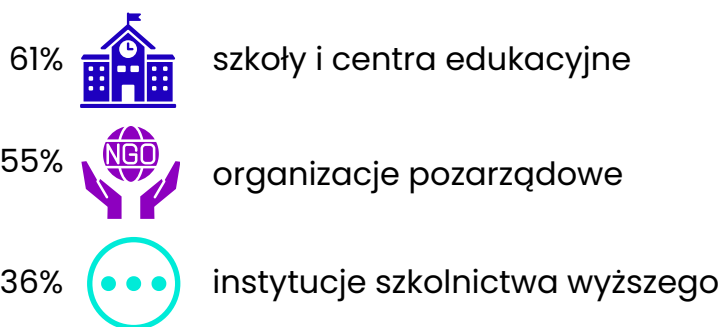 61% szkoły i centra edukacyjne
55% NGO organizacje pozarządowe
36% instytucje szkolnictwa wyższego